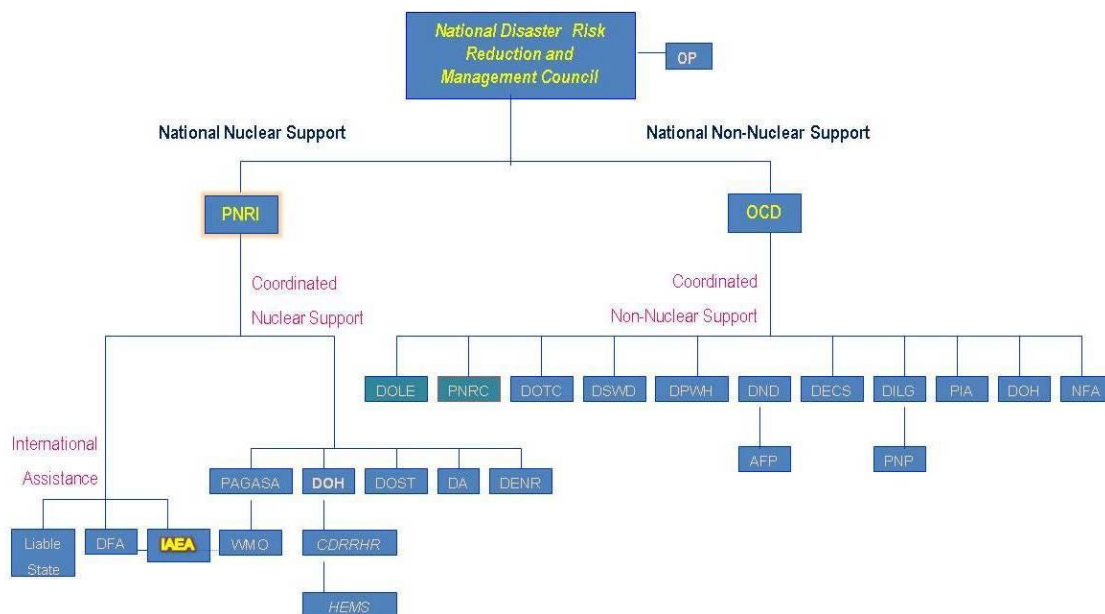 National Disaster Risk
Reduction and
Management Council
OP
National Nuclear Support
National Non-Nuclear Support
PNRI
OCD
Coordinated
Nuclear Support
Coordinated
Non-Nuclear Support
DOLE
PNRC
DOTC
DSWD
DPWH
DND
DECS
DILG
PIA
DOH
NFA
AFP
PNP
International
Assistance
PAGASA
DOH
DOST
DA
DENR
Liable
State
DFA
IAEA
WMO
CDRRHR
HEMS